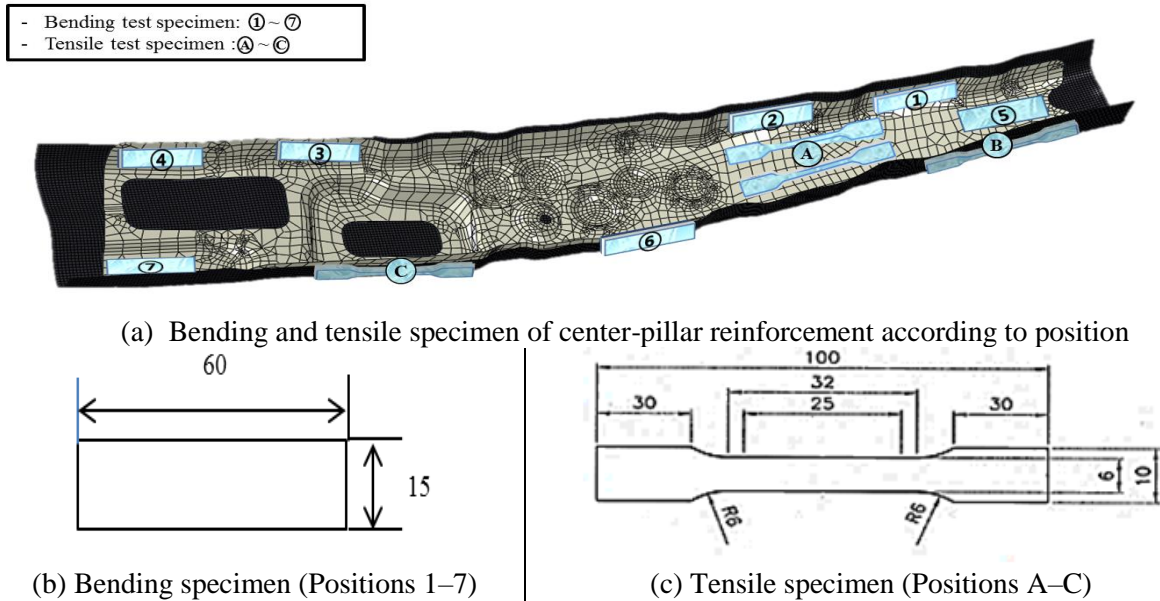 - Bending test specimen: ①~⑦
- Tensile test specimen :Ⓐ~Ⓒ
①
②
⑤
④
③
Ⓐ
Ⓑ
⑥
⑦
Ⓒ
(a) Bending and tensile specimen of center-pillar reinforcement according to position
60
15
100
32
30
25
30
6
10
R6
R6
(b) Bending specimen (Positions 1–7)
(c) Tensile specimen (Positions A–C)